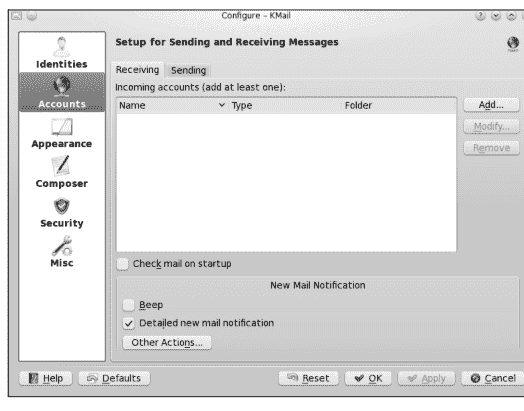 Configure – KMail
Identities
Accounts
Appearance
Composer
Security
Misc
Setup for Sending and Receiving Messages
Receiving Sending
Incoming accounts (add at least one):
Name Type Folder
Add...
Modify...
Remove
Check mail on startup
New Mail Notification
Beep
Detailed new mail notification
Other Actions...
Help Defaults Reset OK Apply Cancel